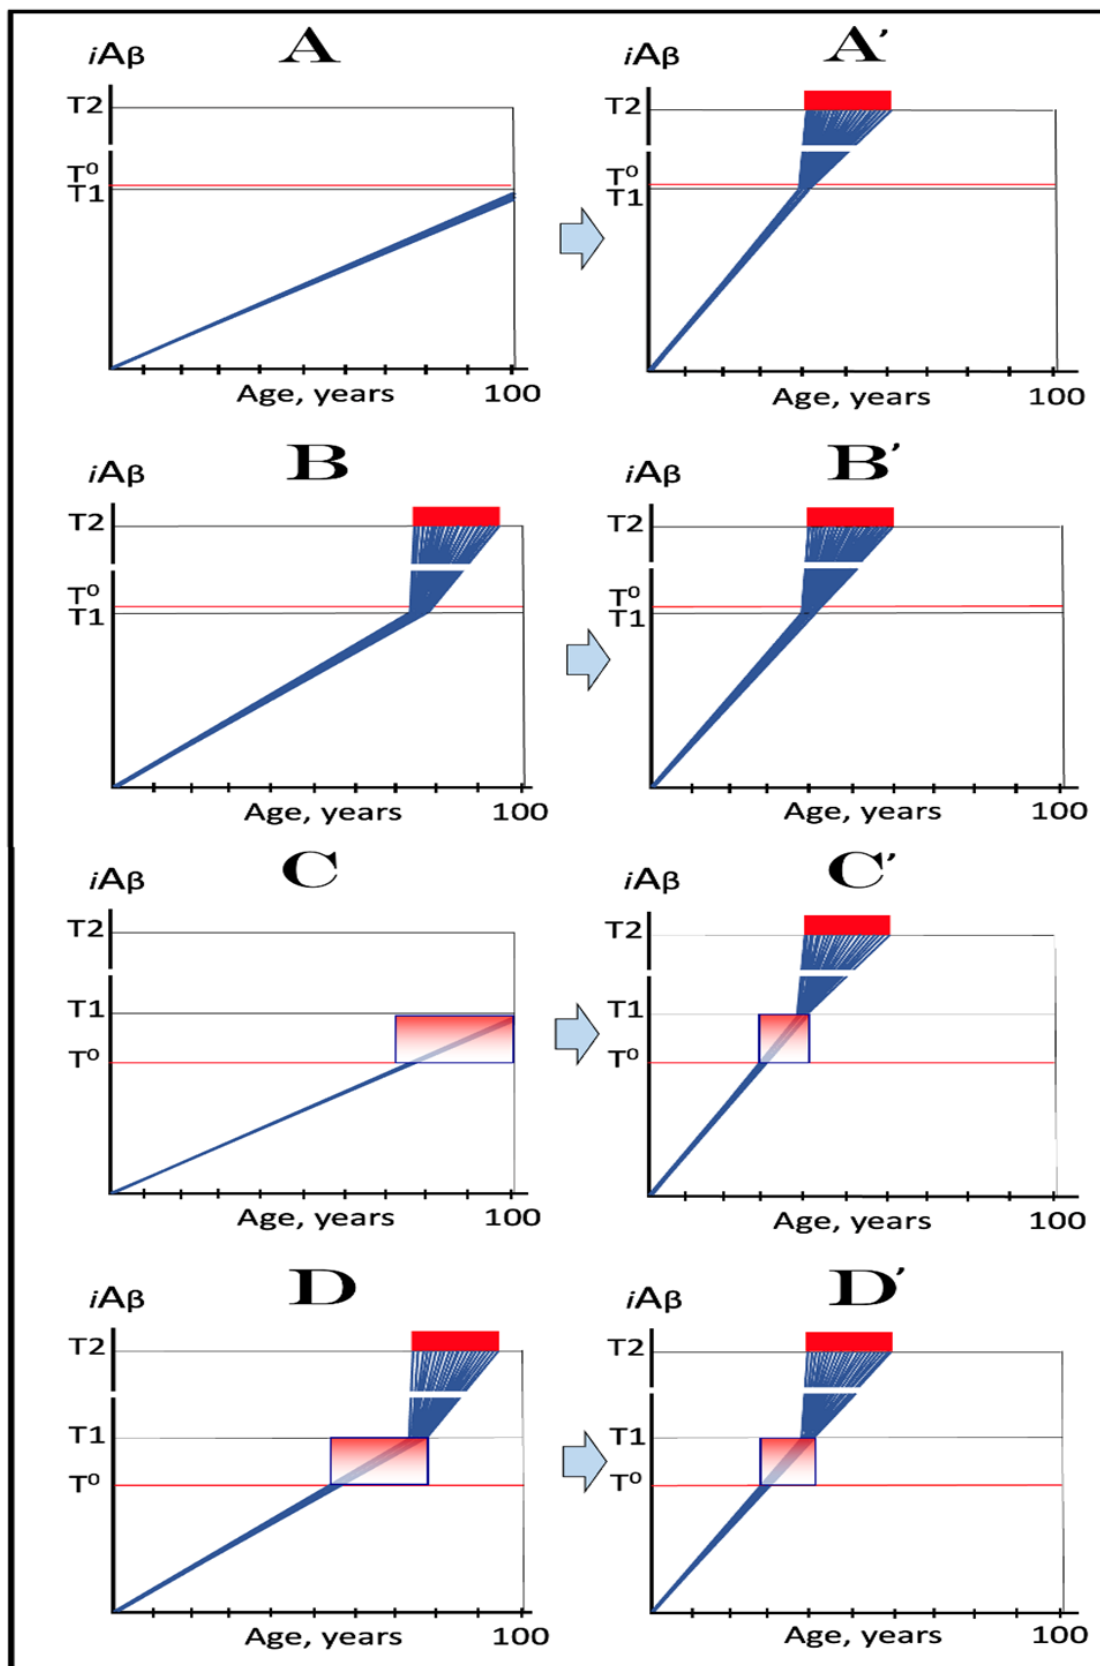 A
A′
iAβ
iAβ
T2
T2
T⁰
T⁰
T1
T1
Age, years
100
Age, years
100
B
B′
iAβ
iAβ
T2
T2
T⁰
T⁰
T1
T1
Age, years
100
Age, years
100
C
C′
iAβ
iAβ
T2
T2
T1
T1
T⁰
T⁰
Age, years
100
Age, years
100
D
D′
iAβ
iAβ
T2
T2
T1
T1
T⁰
T⁰
Age, years
100
Age, years
100